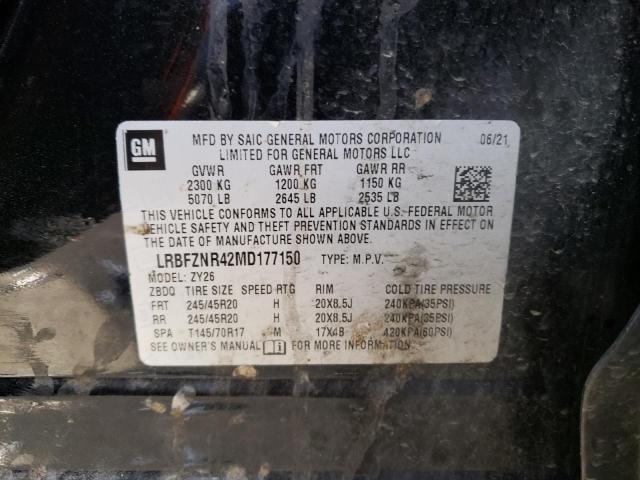 GM
MFD BY SAIC GENERAL MOTORS CORPORATION 06/21
LIMITED FOR GENERAL MOTORS LLC
GVWR GAWR FRT GAWR RR
2300 KG 1200 KG 1150 KG
5070 LB 2645 LB 2535 LB
THIS VEHICLE CONFORMS TO ALL APPLICABLE U.S. FEDERAL MOTOR
VEHICLE SAFETY AND THEFT PREVENTION STANDARDS IN EFFECT ON
THE DATE OF MANUFACTURE SHOWN ABOVE.
LRBFZNR42MD177150 TYPE: M.P.V.
MODEL: ZY26
ZBDQ TIRE SIZE SPEED RTG RIM COLD TIRE PRESSURE
FRT 245/45R20 H 20X8.5J 240KPA(35PSI)
RR 245/45R20 H 20X8.5J 240KPA(35PSI)
SPA T145/70R17 M 17X4B 420KPA(60PSI)
SEE OWNER'S MANUAL FOR MORE INFORMATION.